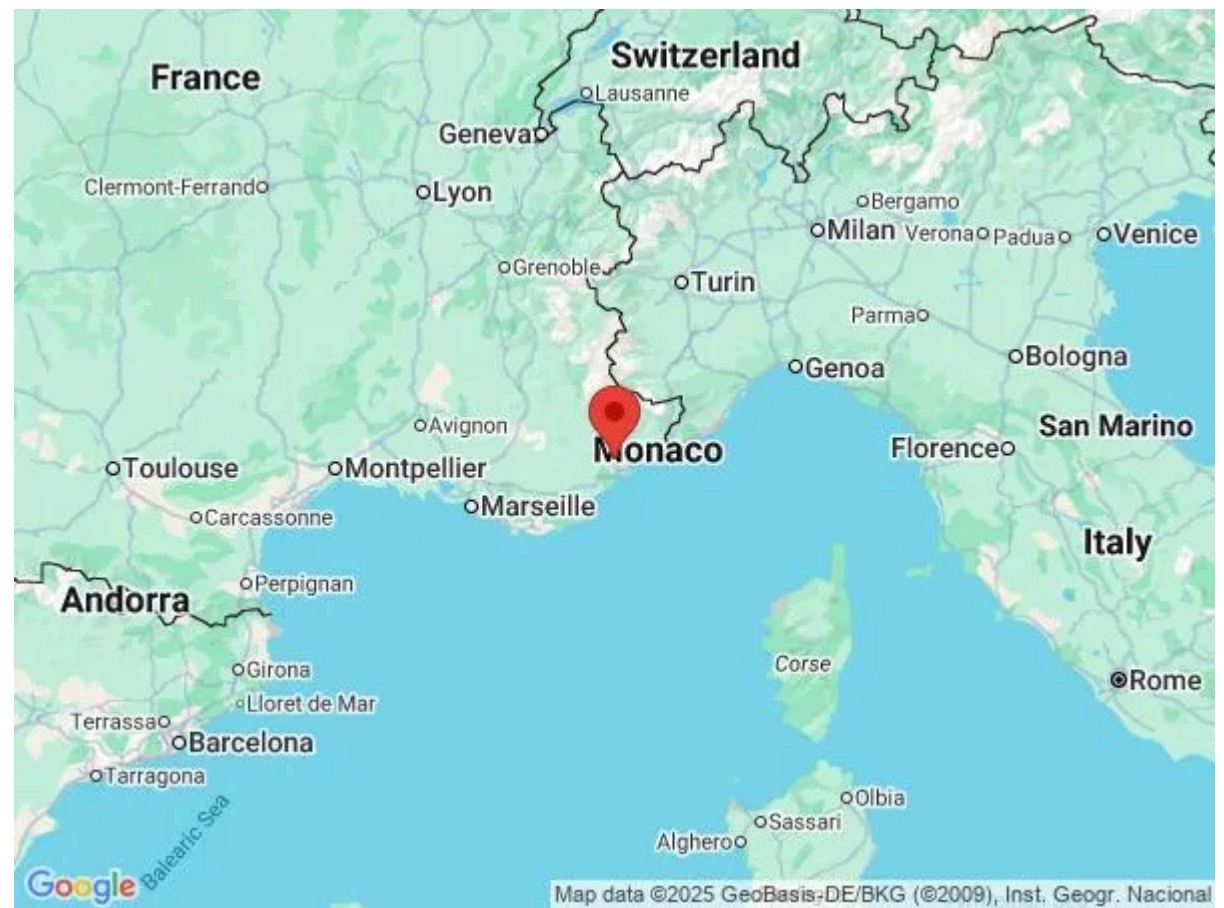 Switzerland
France
Lausanne
Geneva
Clermont-Ferrand
Lyon
Bergamo
Milan
Verona
Padua
Venice
Grenoble
Turin
Parma
Genoa
Bologna
Avignon
San Marino
Monaco
Florence
Toulouse
Montpellier
Marseille
Carcassonne
Italy
Perpignan
Andorra
Corse
Girona
Rome
Lloret de Mar
Terrassa
Barcelona
Tarragona
Olbia
Sassari
Alghero
Balearic Sea
Google
Map data ©2025 GeoBasis-DE/BKG (©2009), Inst. Geogr. Nacional